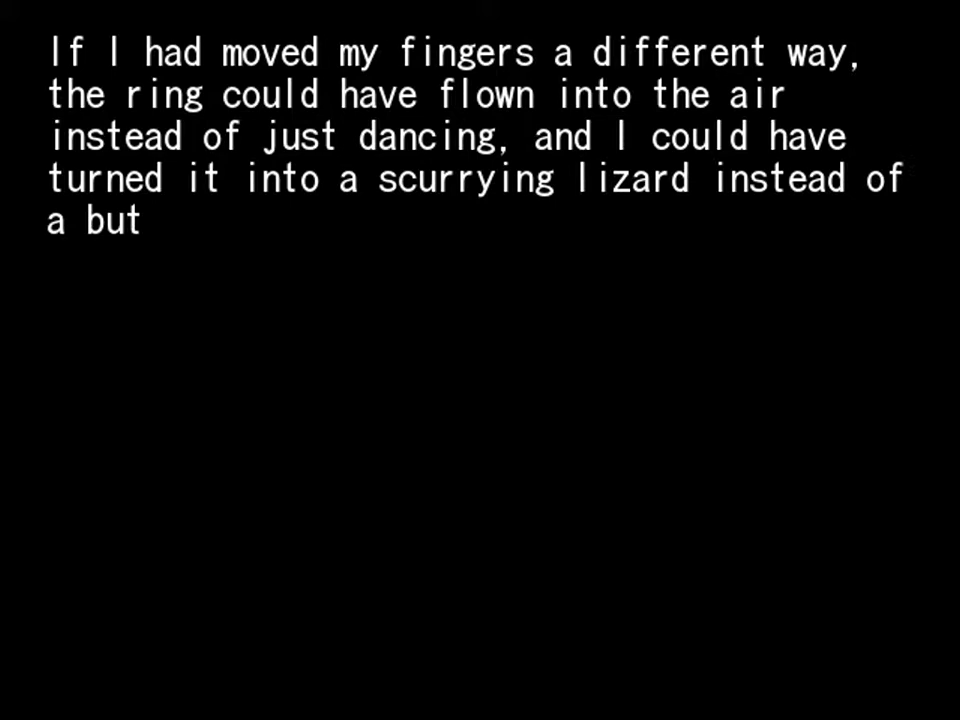 If I had moved my fingers a different way,
the ring could have flown into the air
instead of just dancing, and I could have
turned it into a scurrying lizard instead of
a but